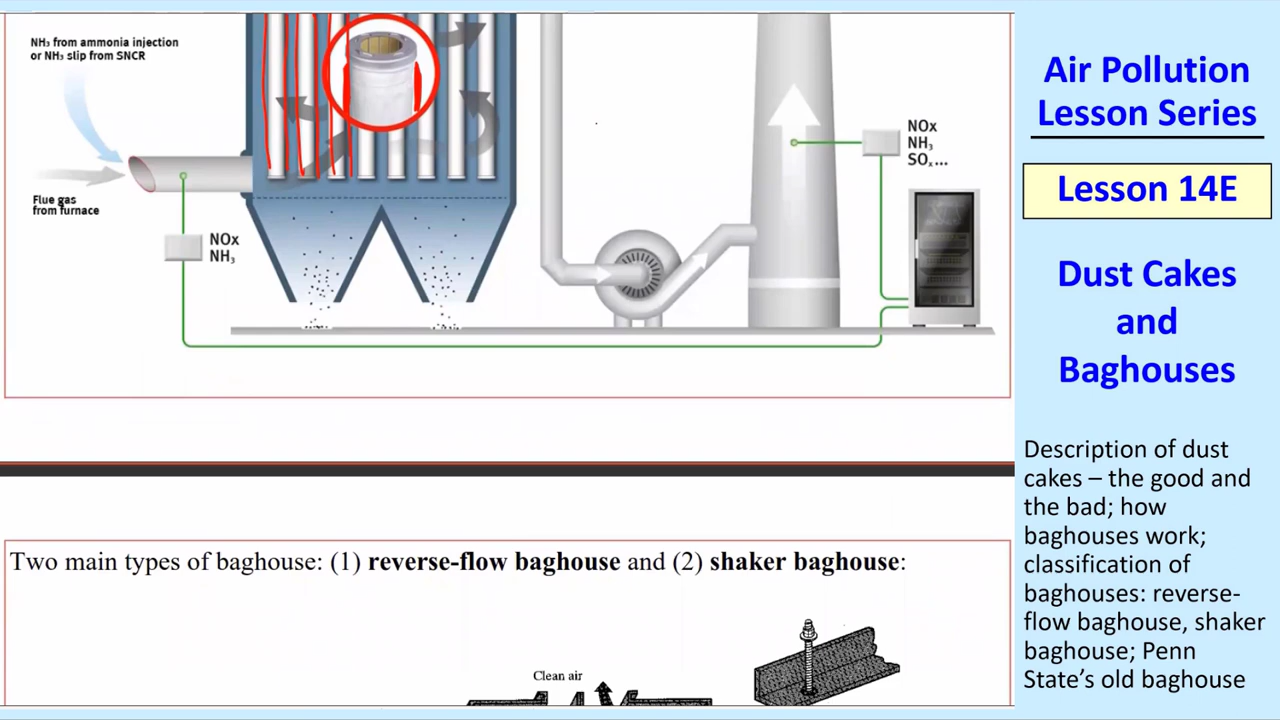 NH₃ from ammonia injection
or NH₃ slip from SNCR
Flue gas
from furnace
NOx
NH₃
NOx
NH₃
SOₓ...
Two main types of baghouse: (1) reverse-flow baghouse and (2) shaker baghouse:
Clean air
Air Pollution
Lesson Series
Lesson 14E
Dust Cakes
and
Baghouses
Description of dust
cakes – the good and
the bad; how
baghouses work;
classification of
baghouses: reverse-
flow baghouse, shaker
baghouse; Penn
State's old baghouse